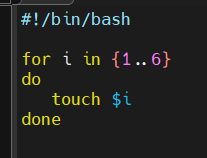 #!/bin/bash
for i in {1..6}
do
   touch $i
done